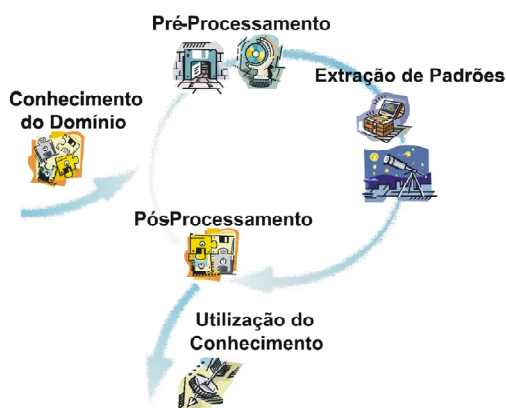 Pré-Processamento
Extração de Padrões
Conhecimento
do Domínio
PósProcessamento
Utilização do
Conhecimento